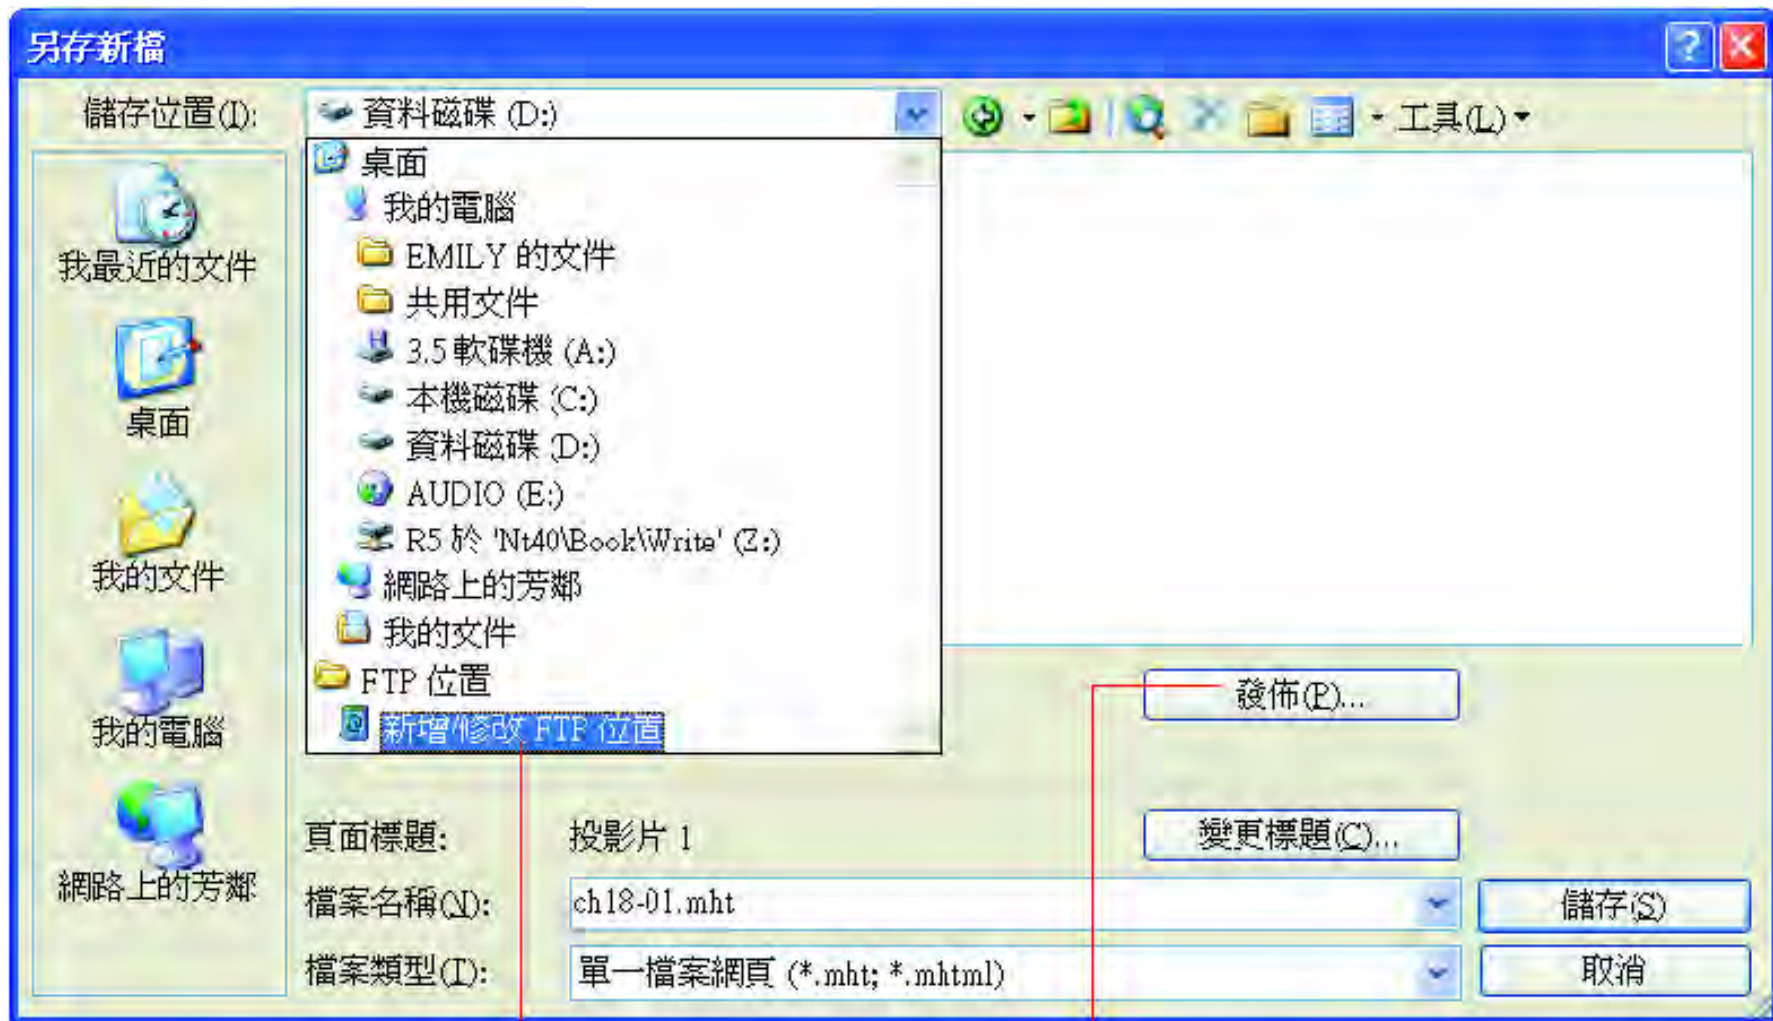 另存新檔
儲存位置(I):
資料磁碟 (D:)
工具(L)
桌面
我的電腦
EMILY 的文件
共用文件
3.5 軟碟機 (A:)
本機磁碟 (C:)
資料磁碟 (D:)
AUDIO (E:)
R5 於 'Nt40\Book\Write' (Z:)
網路上的芳鄰
我的文件
FTP 位置
新增/修改 FTP 位置
我最近的文件
桌面
我的文件
我的電腦
網路上的芳鄰
發佈(P)...
頁面標題:
投影片 1
變更標題(C)...
檔案名稱(N):
ch18-01.mht
儲存(S)
檔案類型(T):
單一檔案網頁 (*.mht; *.mhtml)
取消